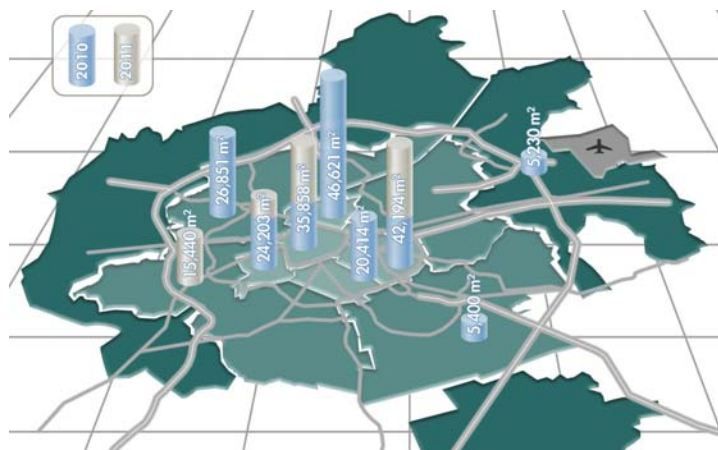 2010
2011
26,851 m²
46,621 m²
5,230 m²
35,858 m²
42,194 m²
24,203 m²
20,414 m²
15,440 m²
5,400 m²